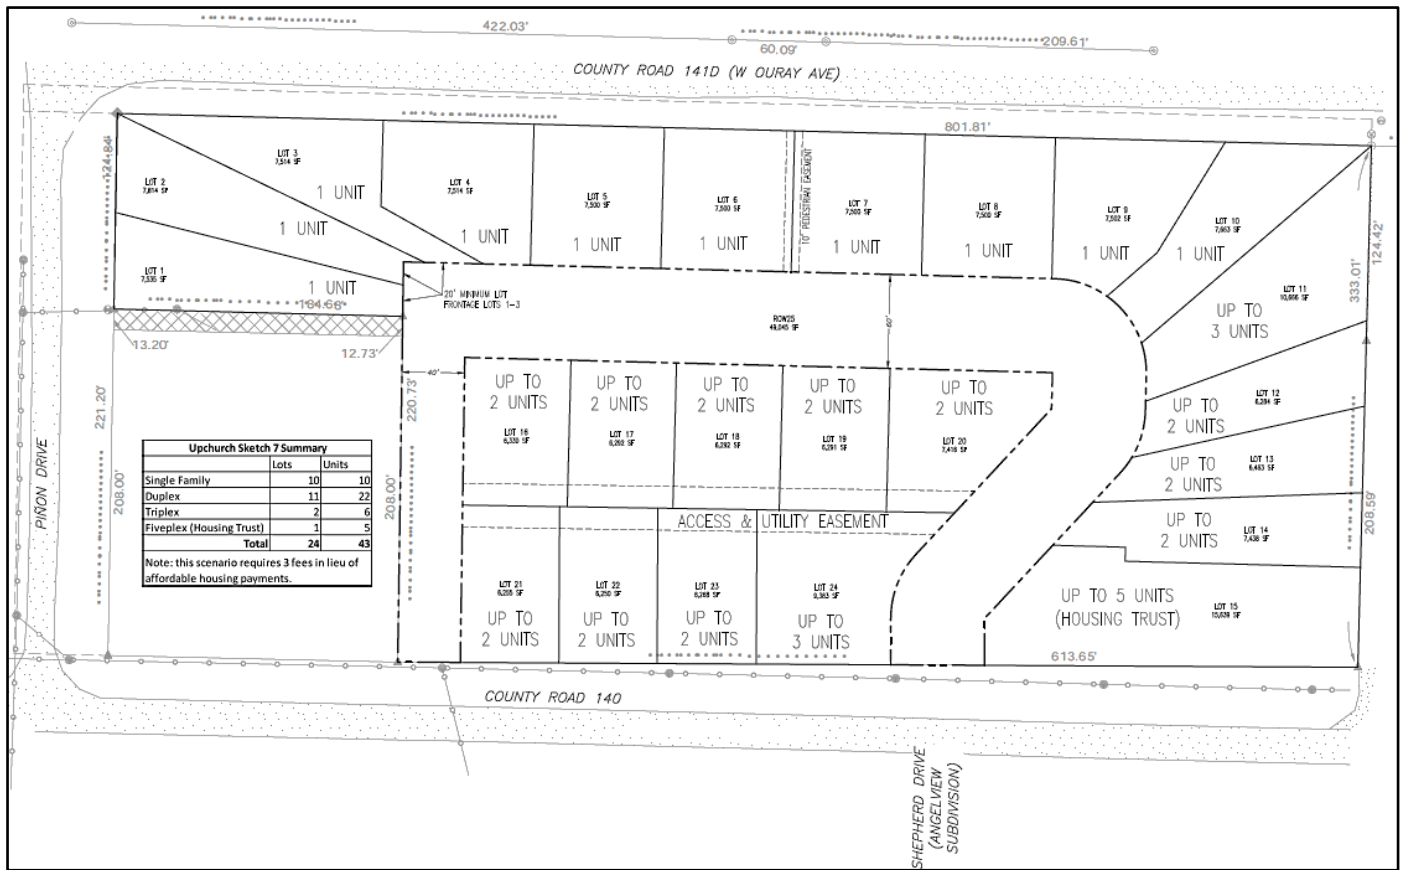 422.03'
60.09'
209.61'
COUNTY ROAD 141D (W OURAY AVE)
801.81'
124.84'
LOT 2
7,814 SF
LOT 3
7,514 SF
1 UNIT
1 UNIT
LOT 1
7,535 SF
1 UNIT
184.68'
LOT 4
7,514 SF
1 UNIT
LOT 5
7,500 SF
1 UNIT
LOT 6
7,500 SF
1 UNIT
10' PEDESTRIAN EASEMENT
LOT 7
7,500 SF
1 UNIT
LOT 8
7,500 SF
1 UNIT
LOT 9
7,502 SF
1 UNIT
LOT 10
7,663 SF
1 UNIT
124.42'
333.01'
LOT 11
UP TO
3 UNITS
20' MINIMUM LOT
FRONTAGE LOTS 1-3
ROW25
49,045 SF
60'
13.20'
12.73'
40'
220.73'
221.20'
208.00'
208.00'
PIÑON DRIVE
Upchurch Sketch 7 Summary
Lots Units
Single Family 10 10
Duplex 11 22
Triplex 2 6
Fiveplex (Housing Trust) 1 5
Total 24 43
Note: this scenario requires 3 fees in lieu of
affordable housing payments.
UP TO
2 UNITS
LOT 16
6,330 SF
UP TO
2 UNITS
LOT 17
6,292 SF
UP TO
2 UNITS
LOT 18
6,292 SF
UP TO
2 UNITS
LOT 19
6,291 SF
UP TO
2 UNITS
LOT 20
7,416 SF
UP TO
2 UNITS
LOT 12
6,284 SF
UP TO
2 UNITS
LOT 13
6,463 SF
UP TO
2 UNITS
LOT 14
7,438 SF
208.59'
ACCESS & UTILITY EASEMENT
LOT 21
UP TO
2 UNITS
LOT 22
6,250 SF
UP TO
2 UNITS
LOT 23
6,268 SF
UP TO
2 UNITS
LOT 24
9,383 SF
UP TO
3 UNITS
UP TO 5 UNITS
(HOUSING TRUST)
LOT 15
613.65'
COUNTY ROAD 140
SHEPHERD DRIVE
(ANGELVIEW
SUBDIVISION)